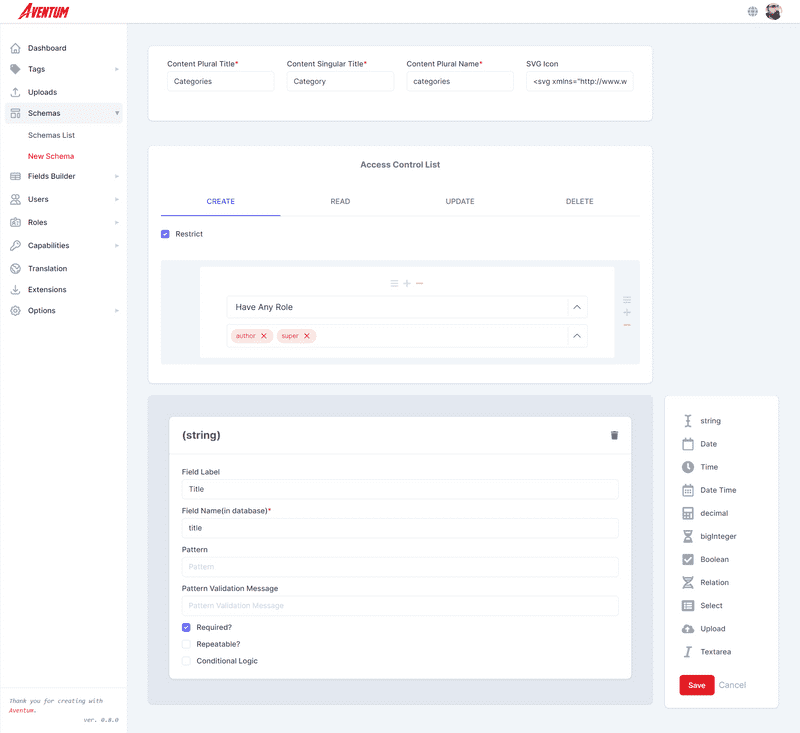 AVENTUM
Dashboard
Tags
Uploads
Schemas
Schemas List
New Schema
Fields Builder
Users
Roles
Capabilities
Translation
Extensions
Options
Thank you for creating with
Aventum.
ver. 0.0.0
Content Plural Title*
Content Singular Title*
Content Plural Name*
SVG Icon
Categories
Category
categories
<svg xmlns="http://www.w
Access Control List
CREATE
READ
UPDATE
DELETE
Restrict
Have Any Role
author
super
(string)
Field Label
Title
Field Name(in database)*
title
Pattern
Pattern
Pattern Validation Message
Pattern Validation Message
Required?
Repeatable?
Conditional Logic
string
Date
Time
Date Time
decimal
bigInteger
Boolean
Relation
Select
Upload
Textarea
Save
Cancel